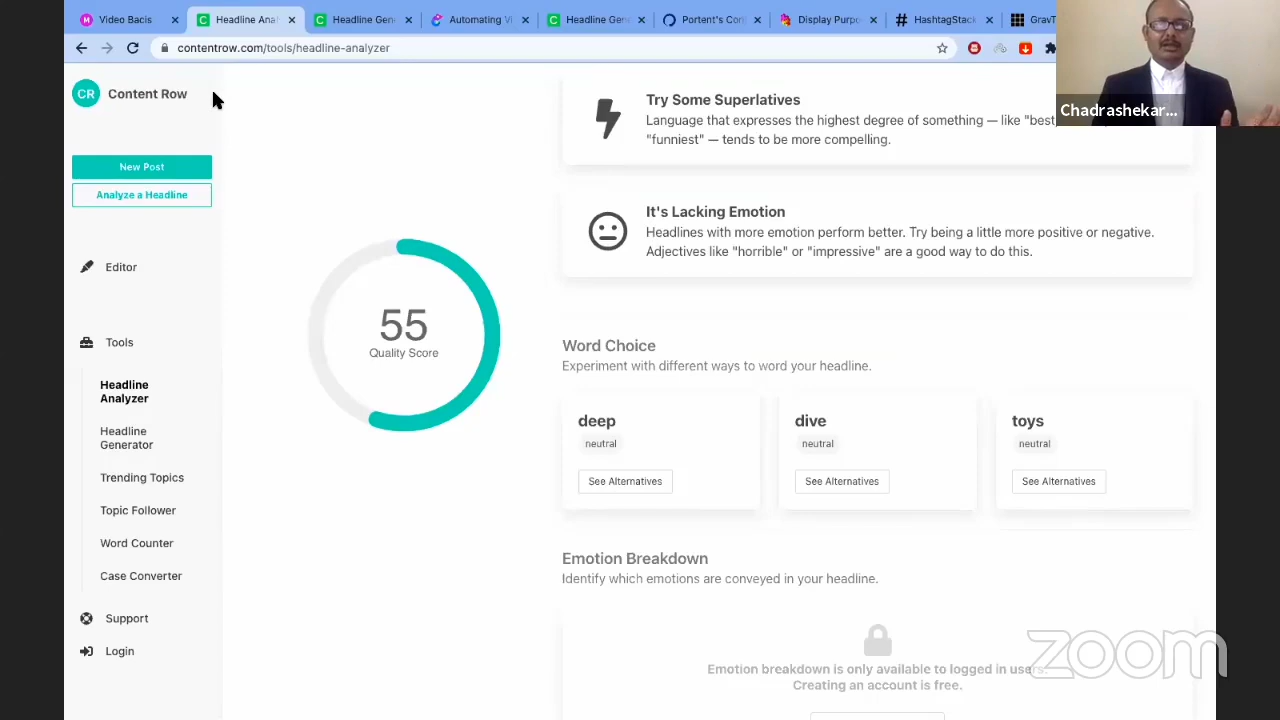 Video Bacis
Headline Anal
Headline Gene
Automating Vi
Headline Gene
Portent's Con
Display Purpo
HashtagStack
GravT
contentrow.com/tools/headline-analyzer
Chadrashekar...
CR Content Row
New Post
Analyze a Headline
Editor
Tools
Headline
Analyzer
Headline
Generator
Trending Topics
Topic Follower
Word Counter
Case Converter
Support
Login
55
Quality Score
Try Some Superlatives
Language that expresses the highest degree of something — like "best
"funniest" — tends to be more compelling.
It's Lacking Emotion
Headlines with more emotion perform better. Try being a little more positive or negative.
Adjectives like "horrible" or "impressive" are a good way to do this.
Word Choice
Experiment with different ways to word your headline.
deep
neutral
See Alternatives
dive
neutral
See Alternatives
toys
neutral
See Alternatives
Emotion Breakdown
Identify which emotions are conveyed in your headline.
Emotion breakdown is only available to logged in users.
Creating an account is free.
zoom